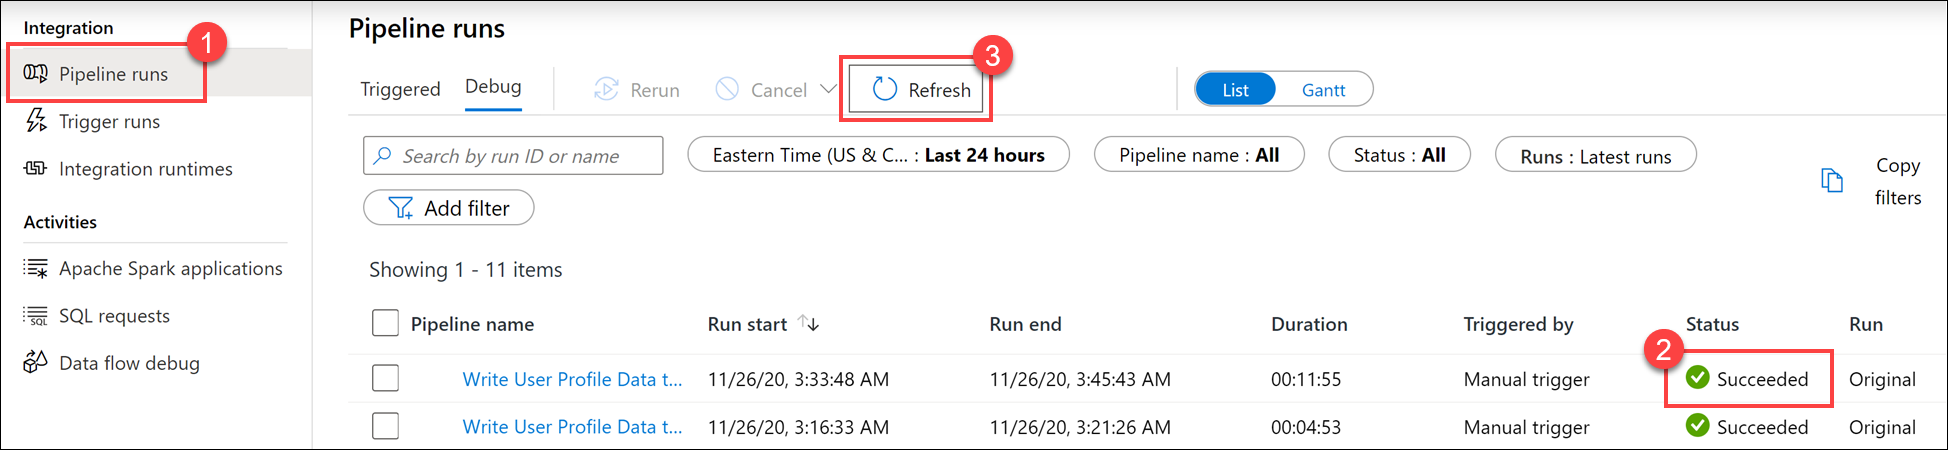 Integration
1
Pipeline runs
Trigger runs
Integration runtimes
Activities
Apache Spark applications
SQL requests
Data flow debug
Pipeline runs
Triggered Debug Rerun Cancel Refresh 3 List Gantt
Search by run ID or name Eastern Time (US & C... : Last 24 hours Pipeline name : All Status : All Runs : Latest runs Copy filters
Add filter
Showing 1 - 11 items
Pipeline name Run start Run end Duration Triggered by Status Run
2
Write User Profile Data t... 11/26/20, 3:33:48 AM 11/26/20, 3:45:43 AM 00:11:55 Manual trigger Succeeded Original
Write User Profile Data t... 11/26/20, 3:16:33 AM 11/26/20, 3:21:26 AM 00:04:53 Manual trigger Succeeded Original